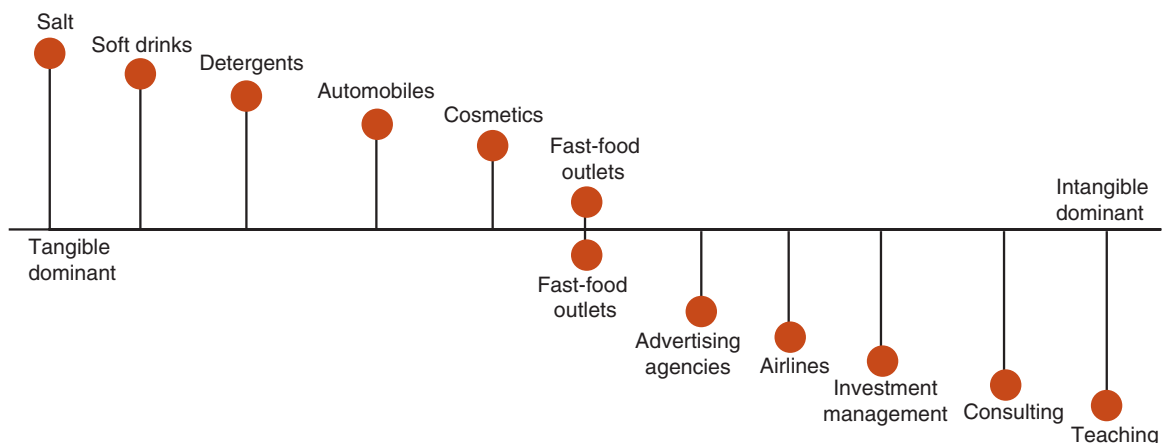 Salt
Soft drinks
Detergents
Automobiles
Cosmetics
Fast-food
outlets
Intangible
dominant
Tangible
dominant
Fast-food
outlets
Advertising
agencies
Airlines
Investment
management
Consulting
Teaching